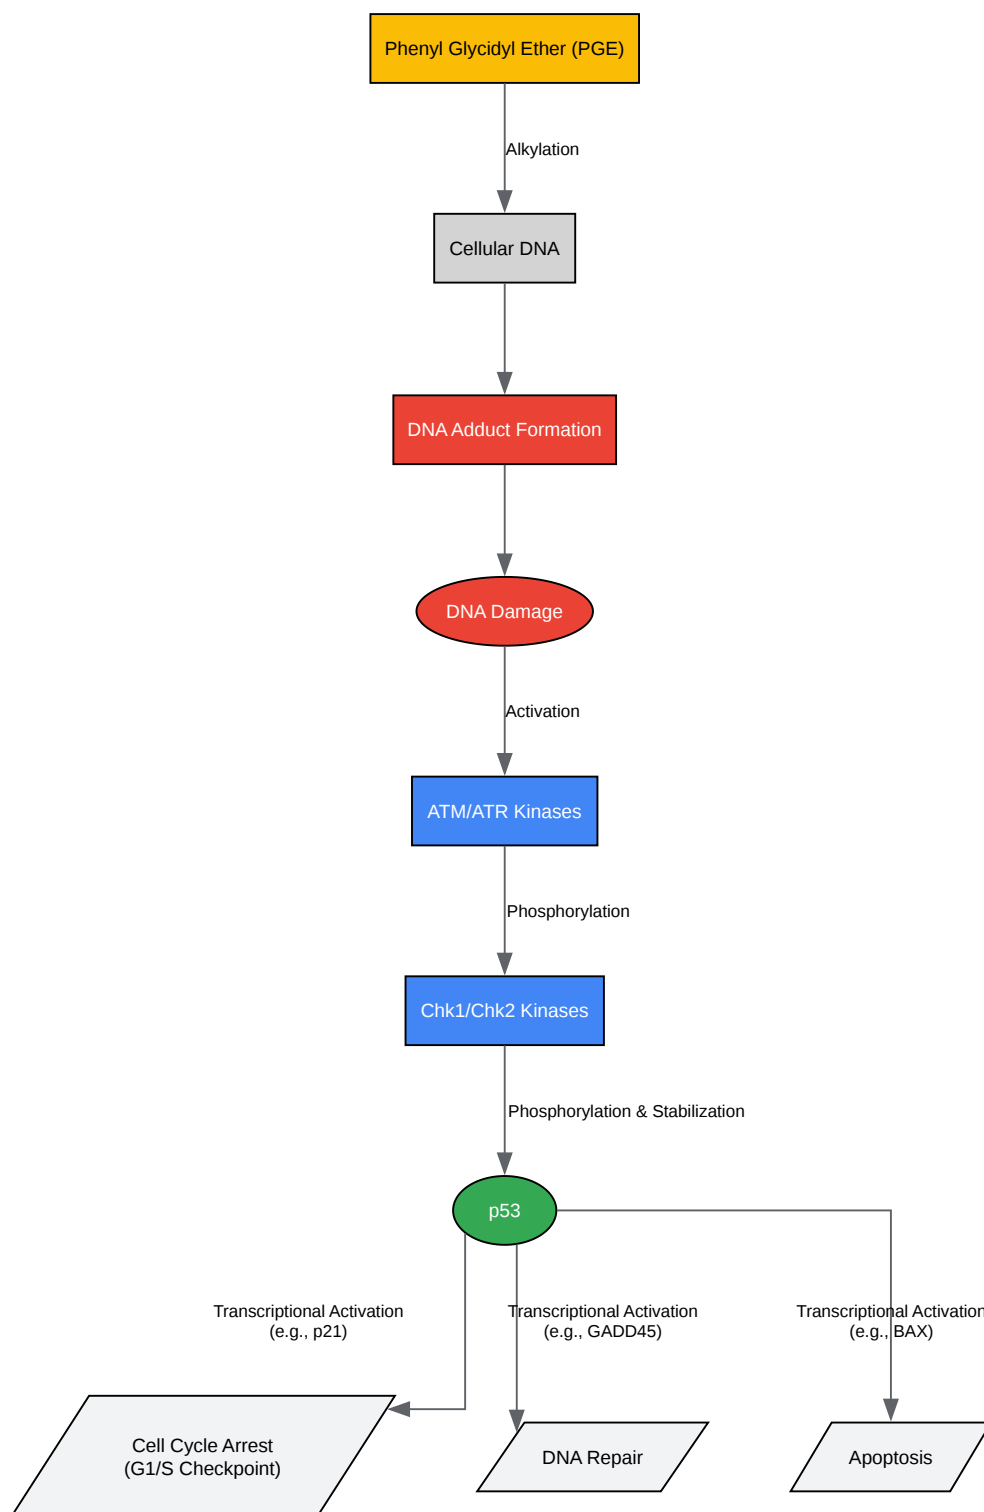 Phenyl Glycidyl Ether (PGE)
Alkylation
Cellular DNA
DNA Adduct Formation
DNA Damage
Activation
ATM/ATR Kinases
Phosphorylation
Chk1/Chk2 Kinases
Phosphorylation & Stabilization
p53
Transcriptional Activation
(e.g., p21)
Transcriptional Activation
(e.g., GADD45)
Transcriptional Activation
(e.g., BAX)
Cell Cycle Arrest
(G1/S Checkpoint)
DNA Repair
Apoptosis